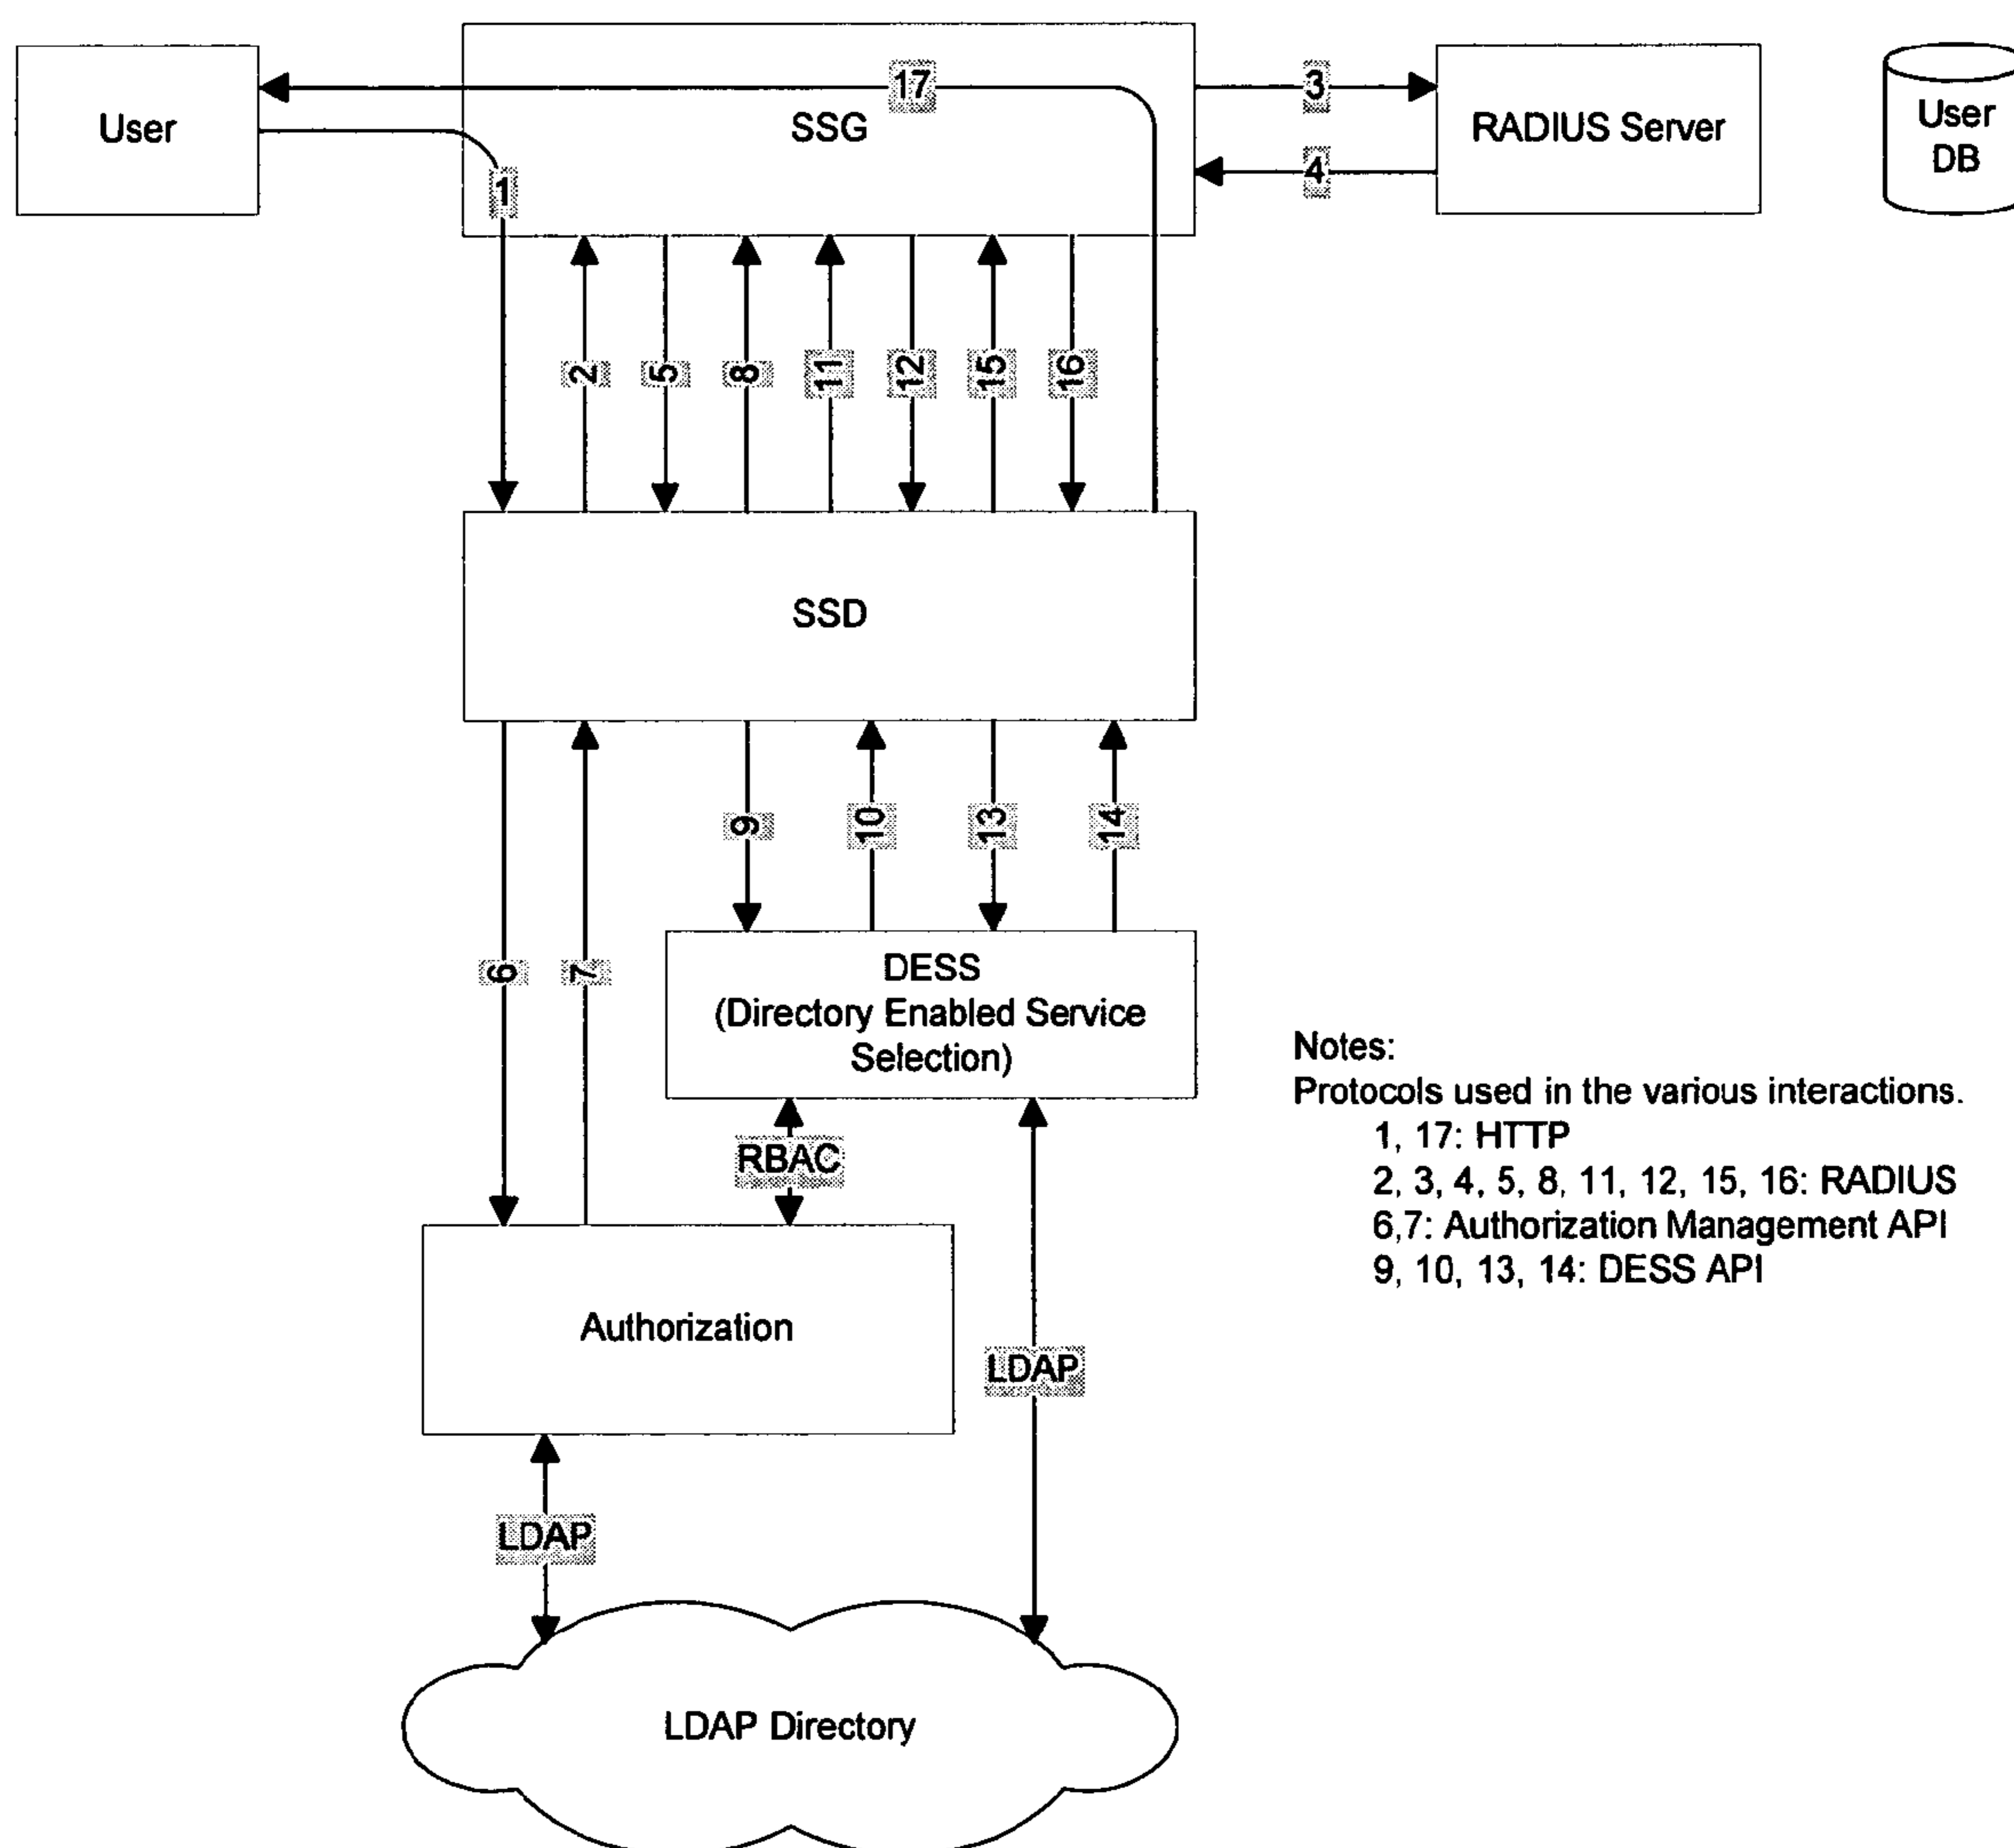 User
17
SSG
3
RADIUS Server
User
DB
4
1
2
5
8
11
12
15
16
SSD
9
10
13
14
6
7
DESS
(Directory Enabled Service
Selection)
Notes:
Protocols used in the various interactions.
1, 17: HTTP
2, 3, 4, 5, 8, 11, 12, 15, 16: RADIUS
6,7: Authorization Management API
9, 10, 13, 14: DESS API
RBAC
Authorization
LDAP
LDAP
LDAP Directory